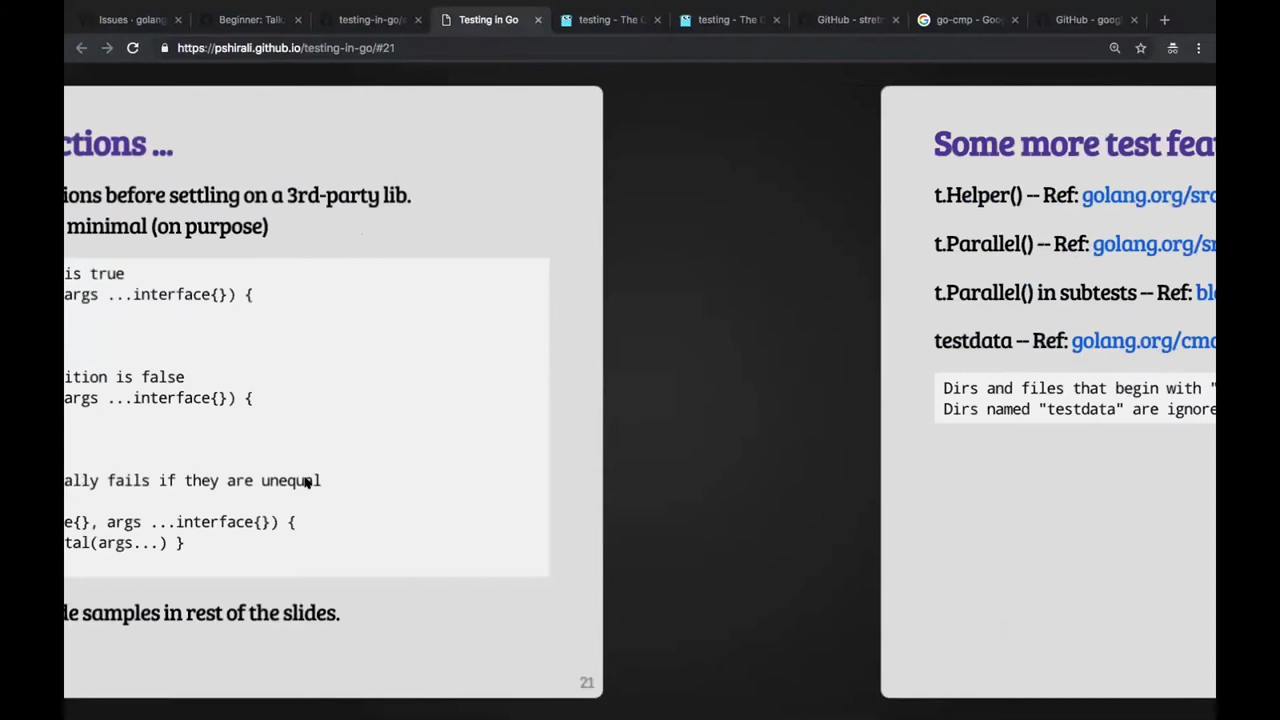 Issues · golang
Beginner: Talk
testing-in-go/s
Testing in Go
testing - The G
testing - The G
GitHub - stretr
go-cmp - Goo
GitHub - googl
https://pshirali.github.io/testing-in-go/#21
ctions ...
ions before settling on a 3rd-party lib.
minimal (on purpose)
is true
args ...interface{}) {
ition is false
args ...interface{}) {
ally fails if they are unequal
e{}, args ...interface{}) {
tal(args...) }
de samples in rest of the slides.
21
Some more test fea
t.Helper() -- Ref: golang.org/src
t.Parallel() -- Ref: golang.org/sr
t.Parallel() in subtests -- Ref: bl
testdata -- Ref: golang.org/cmd
Dirs and files that begin with "
Dirs named "testdata" are ignore